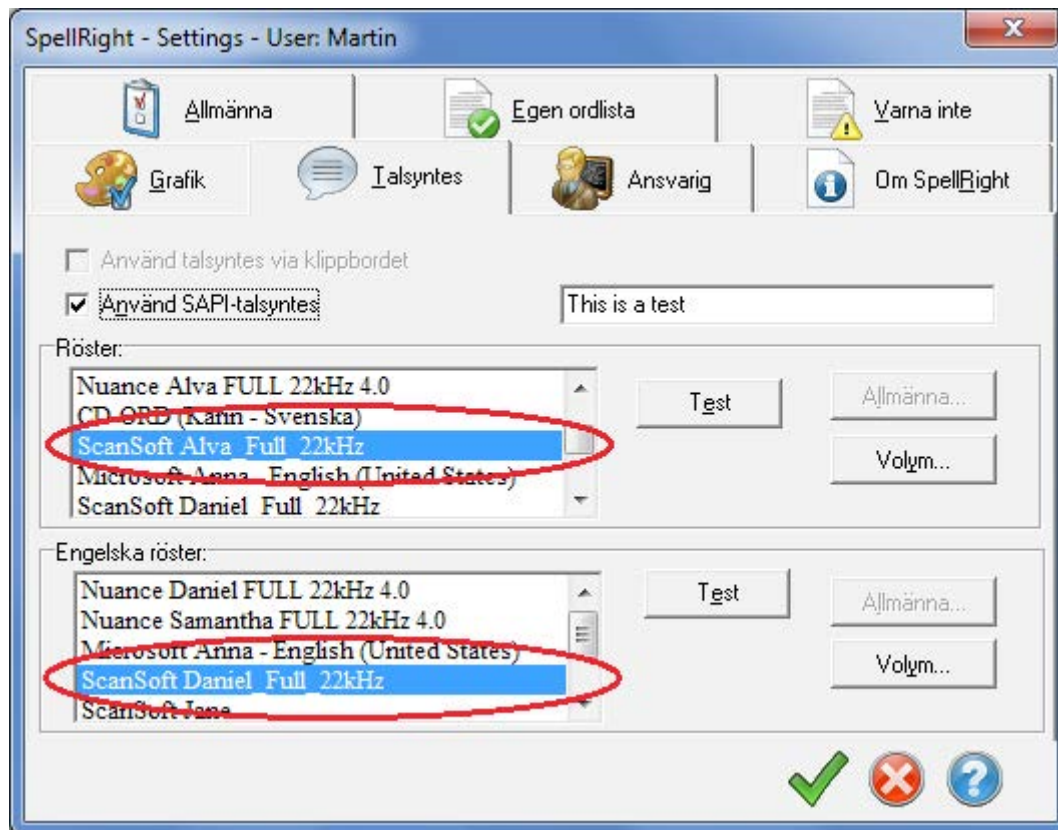 SpellRight - Settings - User: Martin
x
Allmänna
Egen ordlista
Varna inte
Grafik
Talsyntes
Ansvarig
Om SpellRight
Använd talsyntes via klippbordet
Använd SAPI-talsyntes
This is a test
Röster:
Nuance Alva FULL 22kHz 4.0
CD-ORD (Karin - Svenska)
ScanSoft Alva_Full_22kHz
Microsoft Anna - English (United States)
ScanSoft Daniel_Full_22kHz
Test
Allmänna...
Volym...
Engelska röster:
Nuance Daniel FULL 22kHz 4.0
Nuance Samantha FULL 22kHz 4.0
Microsoft Anna - English (United States)
ScanSoft Daniel_Full_22kHz
ScanSoft Jane
Test
Allmänna...
Volym...